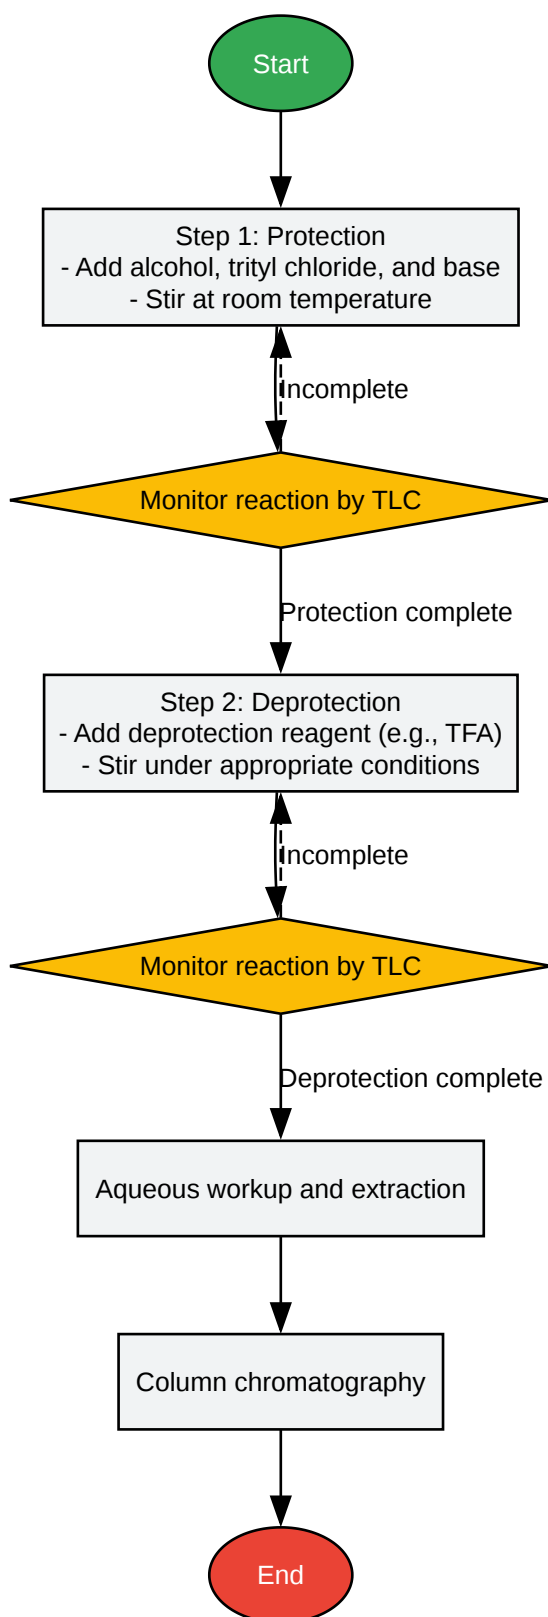 Start
Step 1: Protection
- Add alcohol, trityl chloride, and base
- Stir at room temperature
Incomplete
Monitor reaction by TLC
Protection complete
Step 2: Deprotection
- Add deprotection reagent (e.g., TFA)
- Stir under appropriate conditions
Incomplete
Monitor reaction by TLC
Deprotection complete
Aqueous workup and extraction
Column chromatography
End